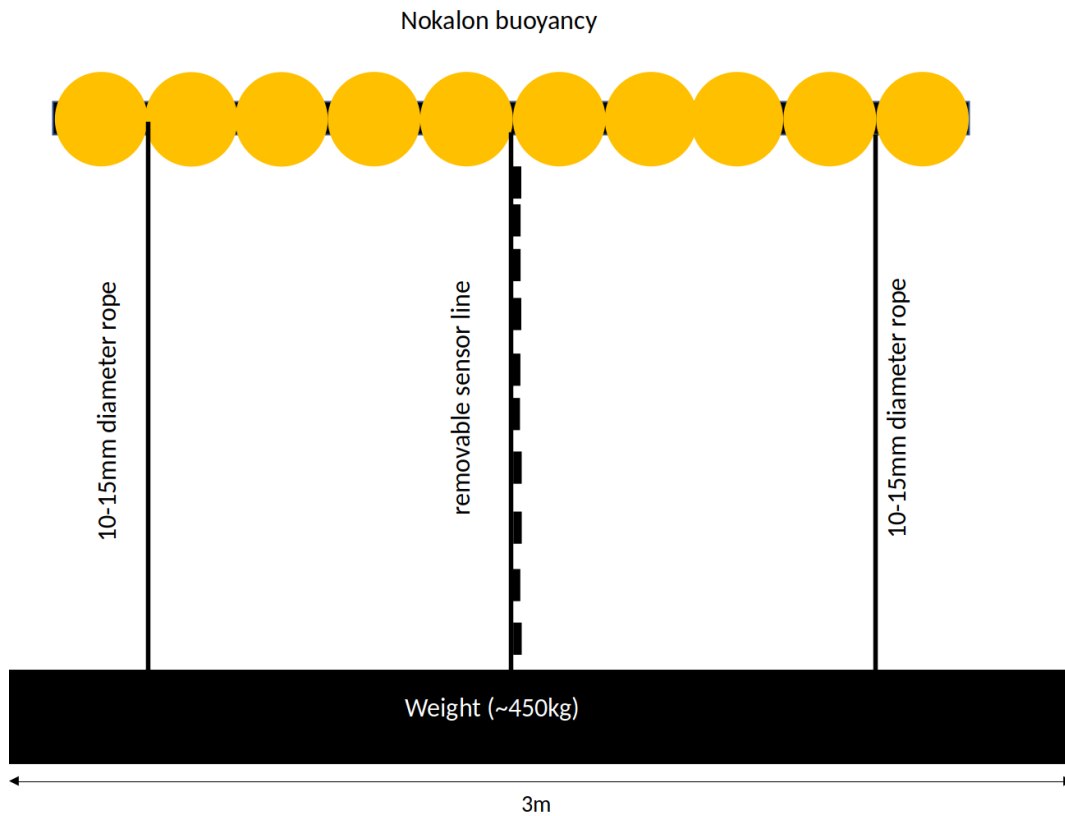 Nokalon buoyancy
10-15mm diameter rope
removable sensor line
10-15mm diameter rope
Weight (~450kg)
3m